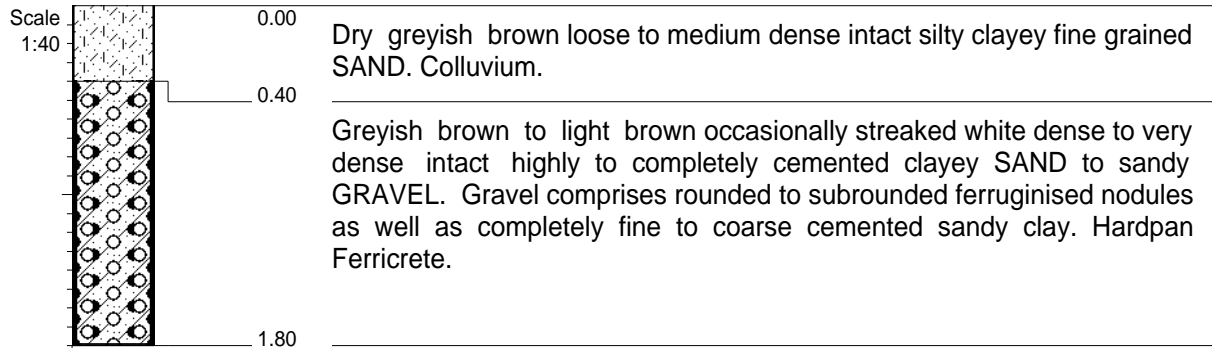 Scale
1:40
0.00
Dry greyish brown loose to medium dense intact silty clayey fine grained
SAND. Colluvium.
0.40
Greyish brown to light brown occasionally streaked white dense to very
dense intact highly to completely cemented clayey SAND to sandy
GRAVEL. Gravel comprises rounded to subrounded ferruginised nodules
as well as completely fine to coarse cemented sandy clay. Hardpan
Ferricrete.
1.80